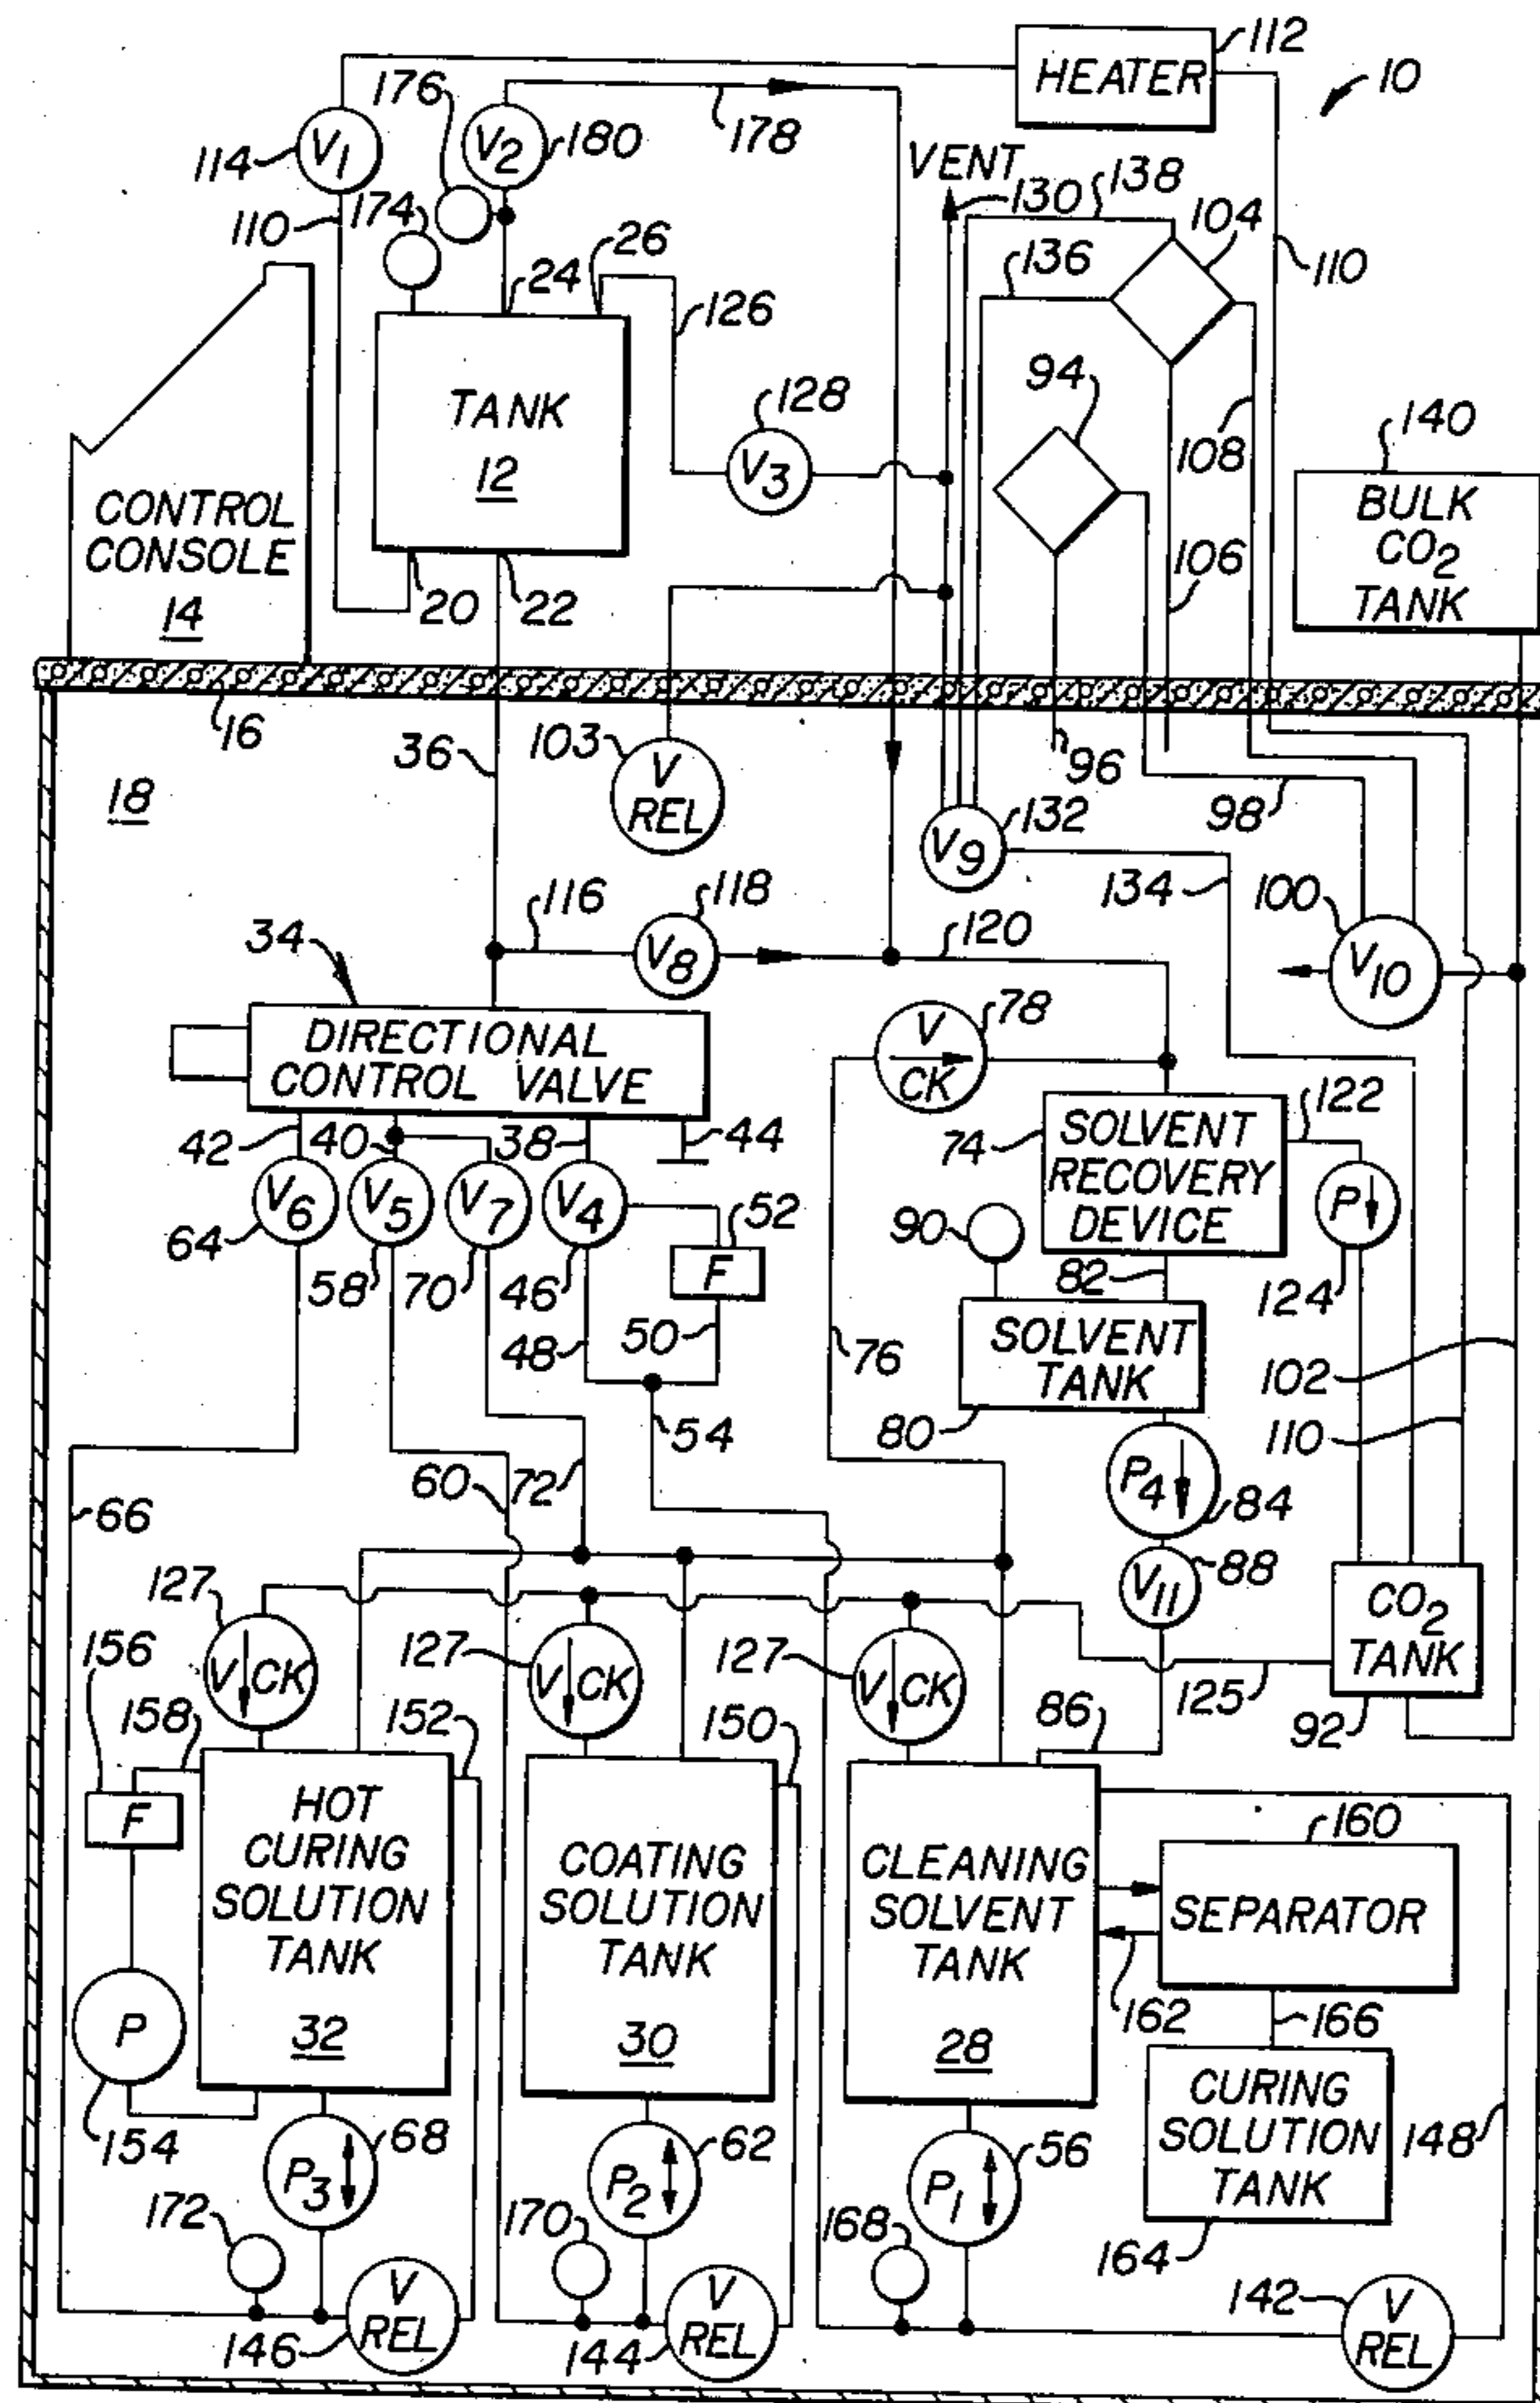 112
HEATER
10
176
V2
180
178
V1
114
VENT
130
138
104
174
110
26
136
110
24
126
94
140
TANK
12
128
V3
108
BULK
CO2
TANK
CONTROL
CONSOLE
14
20
22
106
16
36
103
V
REL
96
98
18
132
V9
134
100
116
118
V8
120
V10
34
DIRECTIONAL
CONTROL VALVE
V
CK
78
122
42
40
38
44
74
SOLVENT
RECOVERY
DEVICE
P
V6
V5
V7
V4
52
90
64
58
70
46
F
82
124
48
50
76
SOLVENT
TANK
102
54
80
110
60
72
P4
84
66
127
V11
88
CO2
TANK
156
V CK
127
V CK
127
V CK
125
92
158
152
150
86
F
HOT
CURING
SOLUTION
TANK
32
COATING
SOLUTION
TANK
30
CLEANING
SOLVENT
TANK
28
160
SEPARATOR
162
166
P
154
CURING
SOLUTION
TANK
148
68
P3
62
P2
56
P1
172
170
168
164
142
V
REL
146
V
REL
144
V
REL